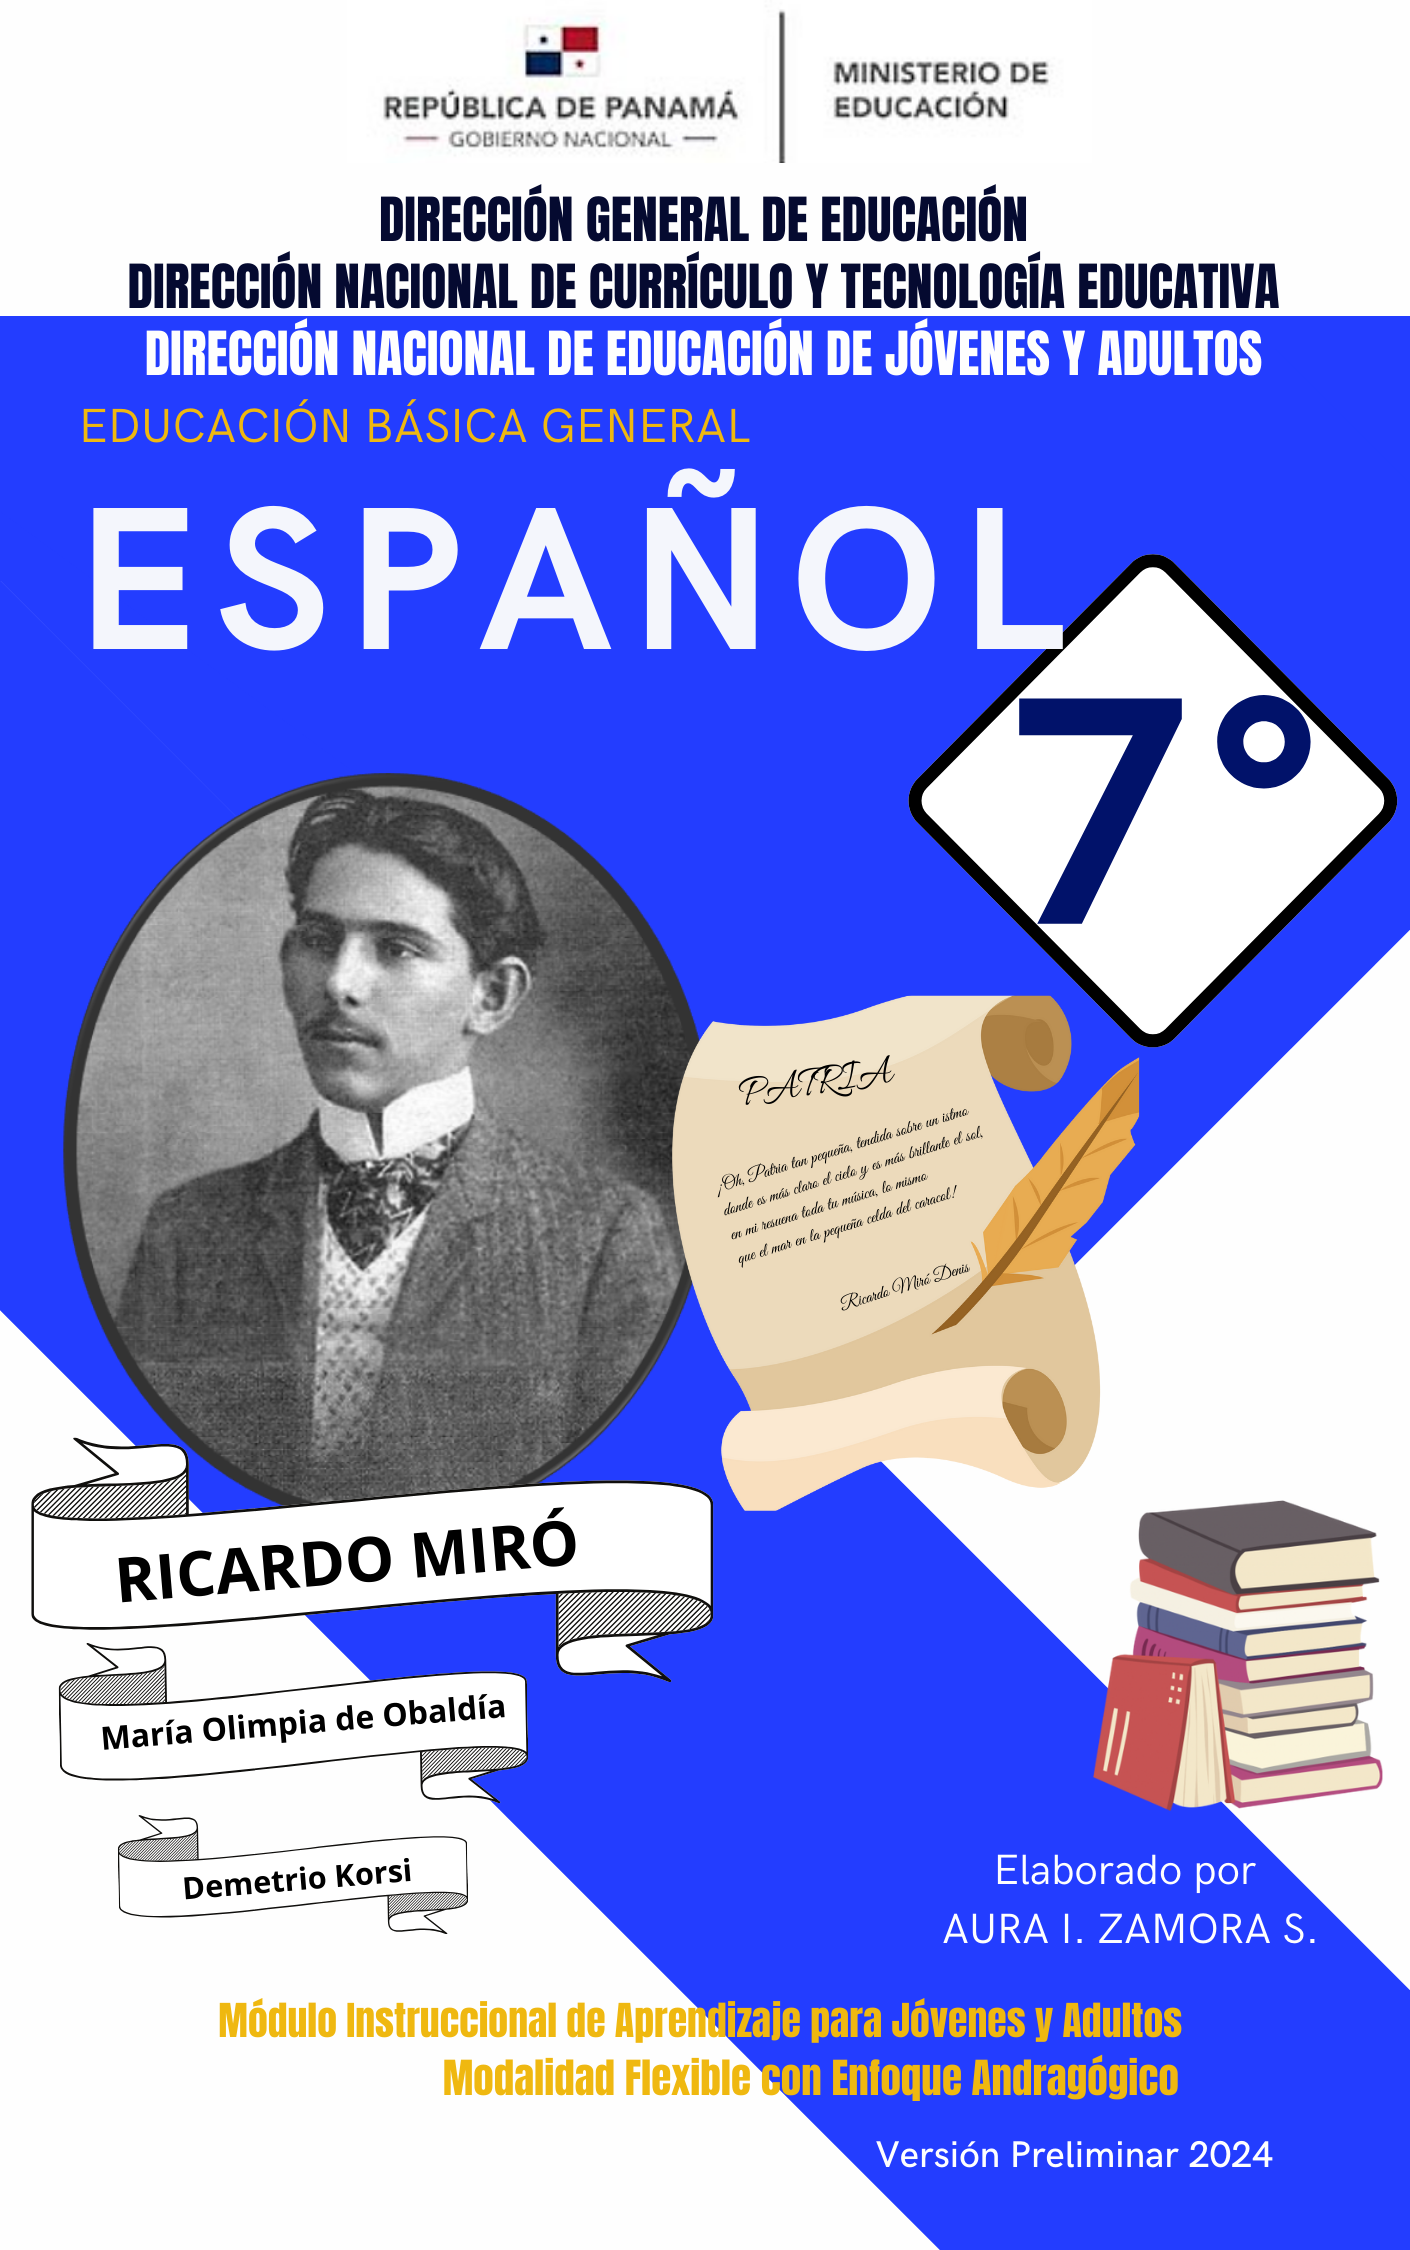 REPÚBLICA DE PANAMÁ
GOBIERNO NACIONAL
MINISTERIO DE
EDUCACIÓN
DIRECCIÓN GENERAL DE EDUCACIÓN
DIRECCIÓN NACIONAL DE CURRÍCULO Y TECNOLOGÍA EDUCATIVA
DIRECCIÓN NACIONAL DE EDUCACIÓN DE JÓVENES Y ADULTOS
EDUCACIÓN BÁSICA GENERAL
ESPAÑOL
7°
PATRIA
¡Oh, Patria tan pequeña, tendida sobre un istmo
donde es más claro el cielo y es más brillante el sol,
en mi resuena toda tu música, lo mismo
que el mar en la pequeña celda del caracol!
Ricardo Miró Denis
RICARDO MIRÓ
María Olimpia de Obaldía
Demetrio Korsi
Elaborado por
AURA I. ZAMORA S.
Módulo Instruccional de Aprendizaje para Jóvenes y Adultos
Modalidad Flexible con Enfoque Andragógico
Versión Preliminar 2024